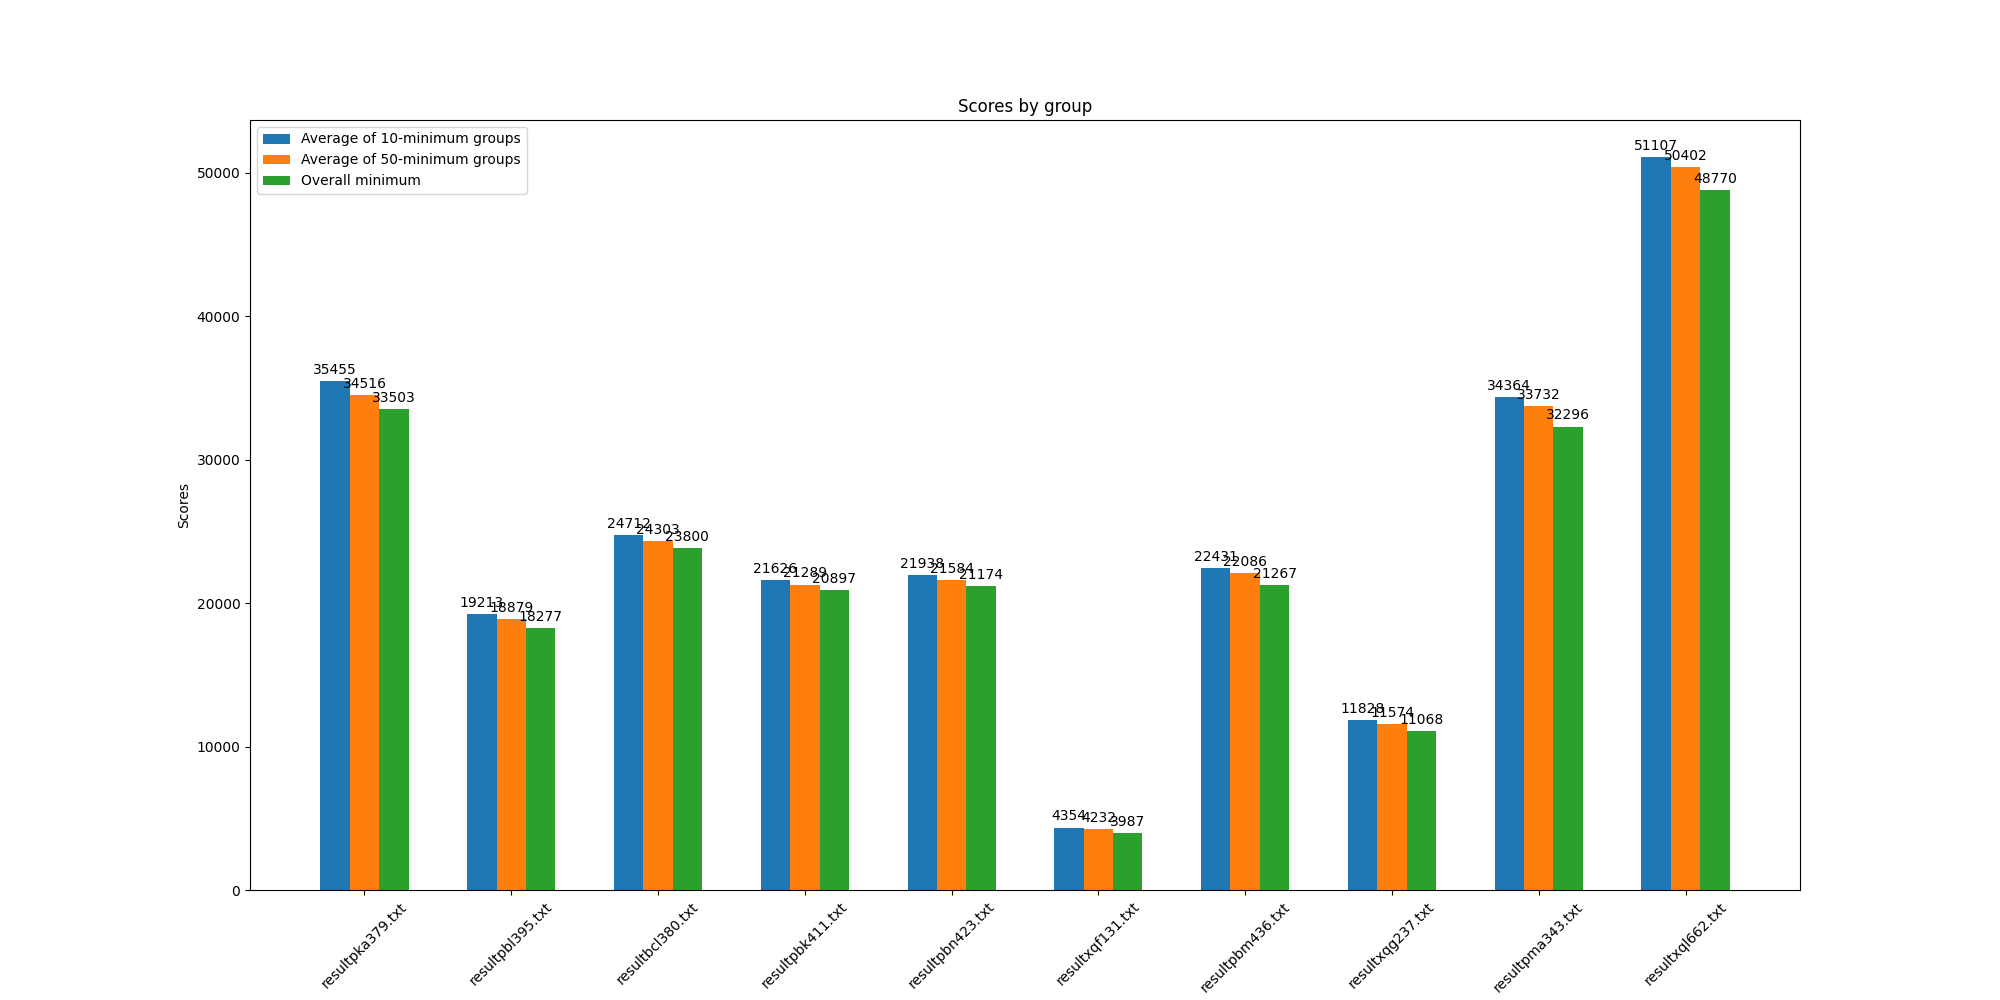 Scores by group
Average of 10-minimum groups
Average of 50-minimum groups
Overall minimum
Scores
50000
40000
30000
20000
10000
0
35455
34516
33503
19213
18879
18277
24712
24303
23800
21626
21289
20897
21938
21584
21174
4354
4232
3987
22431
22086
21267
11828
11574
11068
34364
33732
32296
51107
50402
48770
resultpka379.txt
resultpbl395.txt
resultbcl380.txt
resultpbk411.txt
resultpbn423.txt
resultxqf131.txt
resultpbm436.txt
resultxqg237.txt
resultpma343.txt
resultxql662.txt